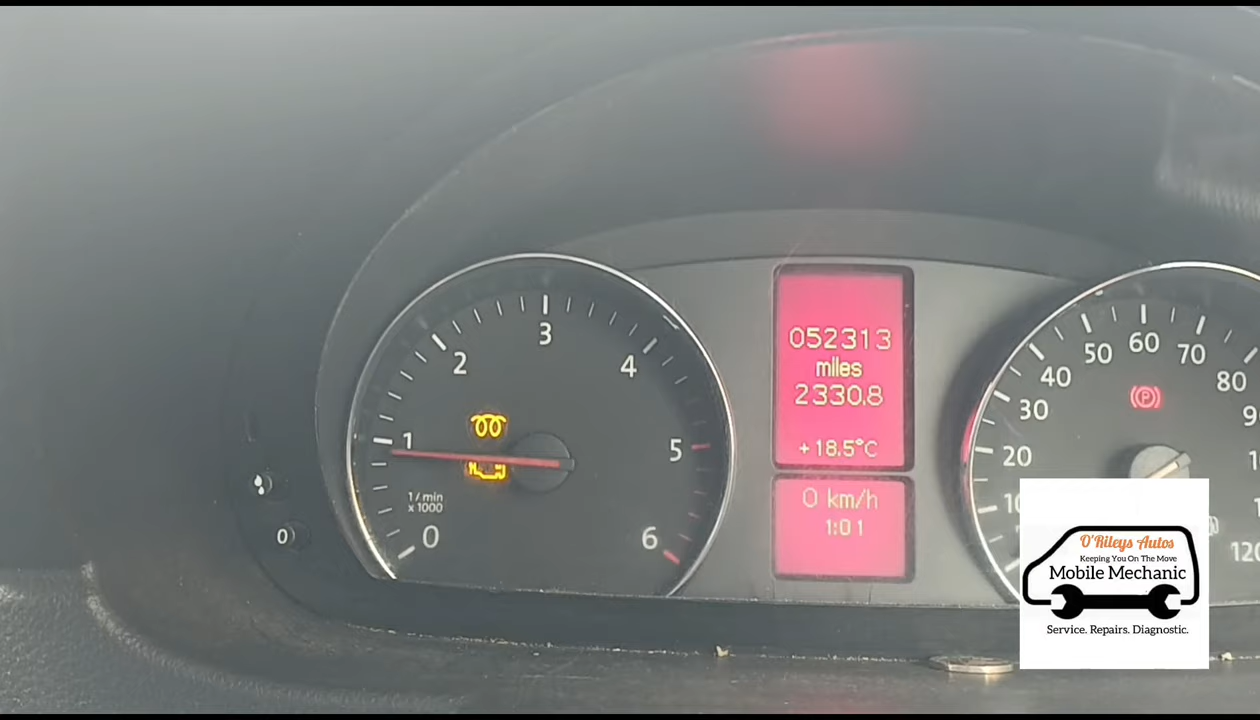 0
1
2
3
4
5
6
1/min
x 1000
0
052313
miles
2330.8
+18.5°C
0 km/h
1:01
20
30
40
50
60
70
80
120
(P)
O'Rileys Autos
Keeping You On The Move
Mobile Mechanic
Service. Repairs. Diagnostic.